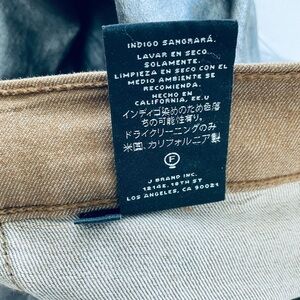 INDIGO SANGRARÁ.
LAVAR EN SECO
SOLAMENTE.
LIMPIEZA EN SECO CON EL
MEDIO AMBIENTE SE
RECOMIENDA.
HECHO EN
CALIFORNIA, EE.U
インディゴ染めのため色落
ちの可能性有り。
ドライクリーニングのみ
米国、カリフォルニア製
F
J BRAND INC.
1214E. 18TH ST
LOS ANGELES, CA 90021